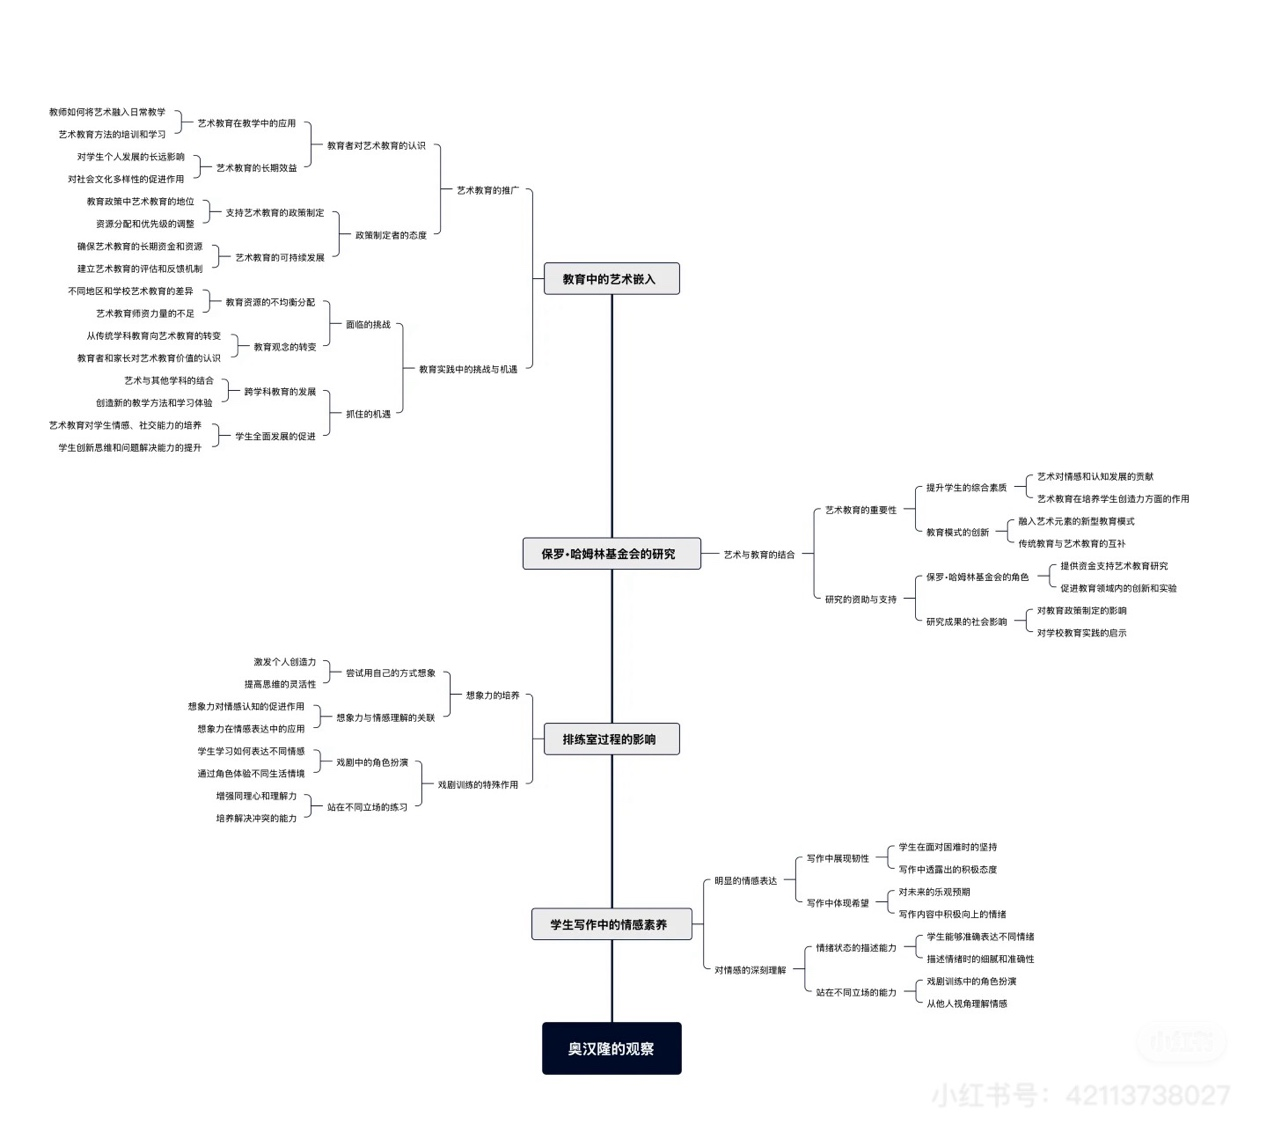 教师如何将艺术融入日常教学
艺术教育在教学中的应用
艺术教育方法的培训和学习
教育者对艺术教育的认识
对学生个人发展的长远影响
艺术教育的长期效益
对社会文化多样性的促进作用
艺术教育的推广
教育政策中艺术教育的地位
支持艺术教育的政策制定
资源分配和优先级的调整
政策制定者的态度
确保艺术教育的长期资金和资源
艺术教育的可持续发展
建立艺术教育的评估和反馈机制
教育中的艺术嵌入
不同地区和学校艺术教育的差异
教育资源的不均衡分配
艺术教育师资力量的不足
面临的挑战
从传统学科教育向艺术教育的转变
教育观念的转变
教育者和家长对艺术教育价值的认识
教育实践中的挑战与机遇
艺术与其他学科的结合
跨学科教育的发展
创造新的教学方法和学习体验
抓住的机遇
艺术教育对学生情感、社交能力的培养
学生全面发展的促进
学生创新思维和问题解决能力的提升
艺术对情感和认知发展的贡献
提升学生的综合素质
艺术教育在培养学生创造力方面的作用
艺术教育的重要性
融入艺术元素的新型教育模式
教育模式的创新
传统教育与艺术教育的互补
保罗•哈姆林基金会的研究
艺术与教育的结合
提供资金支持艺术教育研究
保罗•哈姆林基金会的角色
促进教育领域内的创新和实验
研究的资助与支持
对教育政策制定的影响
研究成果的社会影响
对学校教育实践的启示
激发个人创造力
尝试用自己的方式想象
提高思维的灵活性
想象力的培养
想象力对情感认知的促进作用
想象力与情感理解的关联
想象力在情感表达中的应用
排练室过程的影响
学生学习如何表达不同情感
戏剧中的角色扮演
通过角色体验不同生活情境
戏剧训练的特殊作用
增强同理心和理解力
站在不同立场的练习
培养解决冲突的能力
学生在面对困难时的坚持
写作中展现韧性
写作中透露出的积极态度
明显的情感表达
对未来的乐观预期
写作中体现希望
写作内容中积极向上的情绪
学生写作中的情感素养
学生能够准确表达不同情绪
情绪状态的描述能力
描述情绪时的细腻和准确性
对情感的深刻理解
戏剧训练中的角色扮演
站在不同立场的能力
从他人视角理解情感
奥汉隆的观察
小红书
小红书号：42113738027